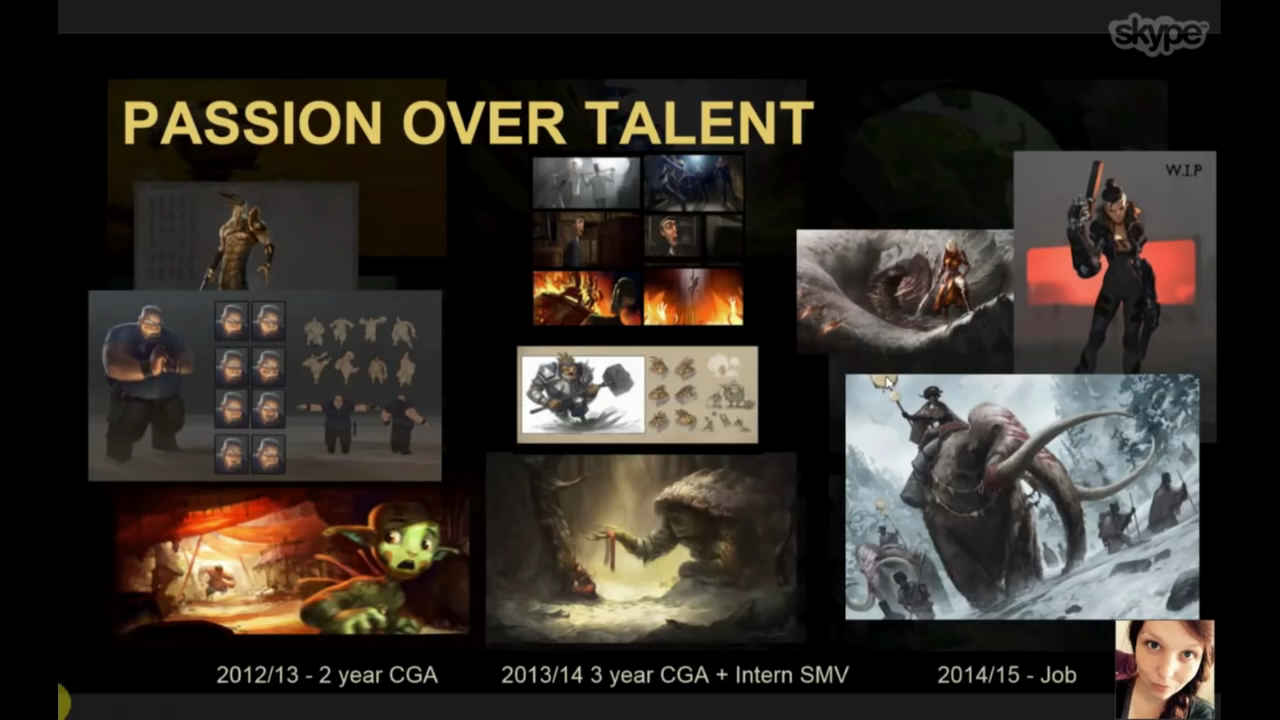 skype
PASSION OVER TALENT
W.I.P
2012/13 - 2 year CGA
2013/14 3 year CGA + Intern SMV
2014/15 - Job